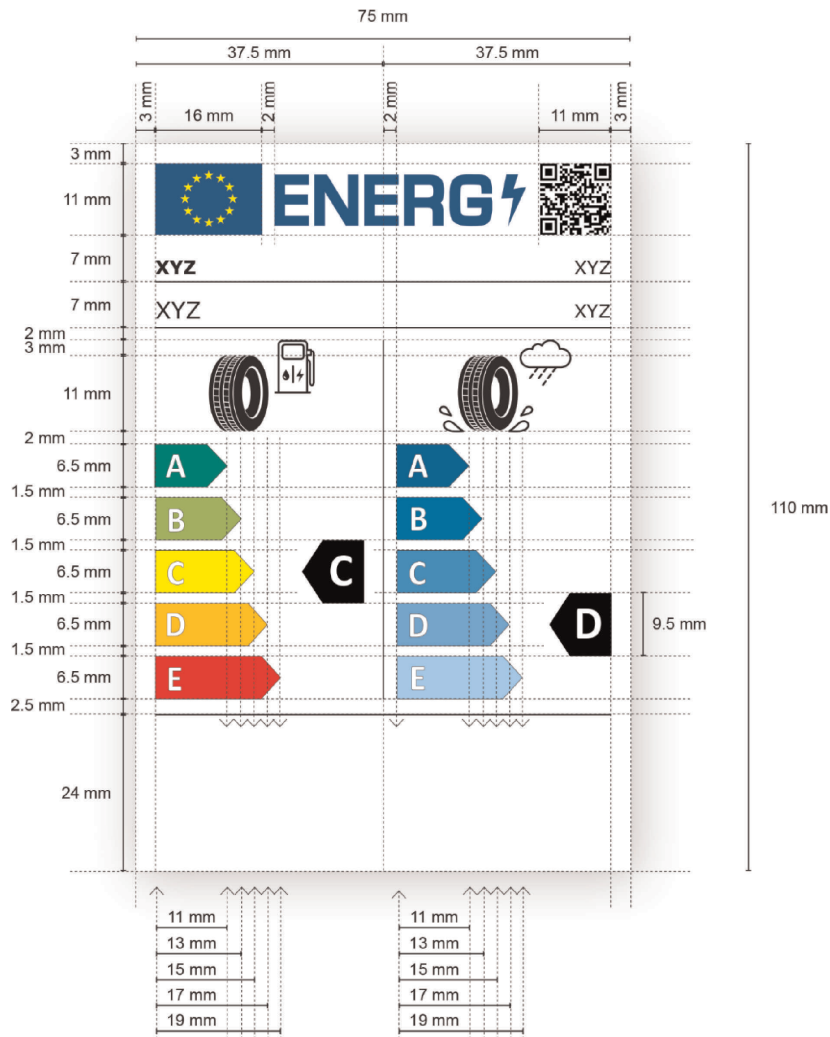 75 mm
37.5 mm 37.5 mm
3 mm 16 mm 2 mm 2 mm 11 mm 3 mm
3 mm
11 mm ENERG
7 mm XYZ XYZ
7 mm XYZ XYZ
2 mm
3 mm
11 mm
2 mm
6.5 mm A A
1.5 mm
110 mm
6.5 mm B B
1.5 mm
6.5 mm C C C
1.5 mm
6.5 mm D D D 9.5 mm
1.5 mm
6.5 mm E E
2.5 mm
24 mm
11 mm 11 mm
13 mm 13 mm
15 mm 15 mm
17 mm 17 mm
19 mm 19 mm